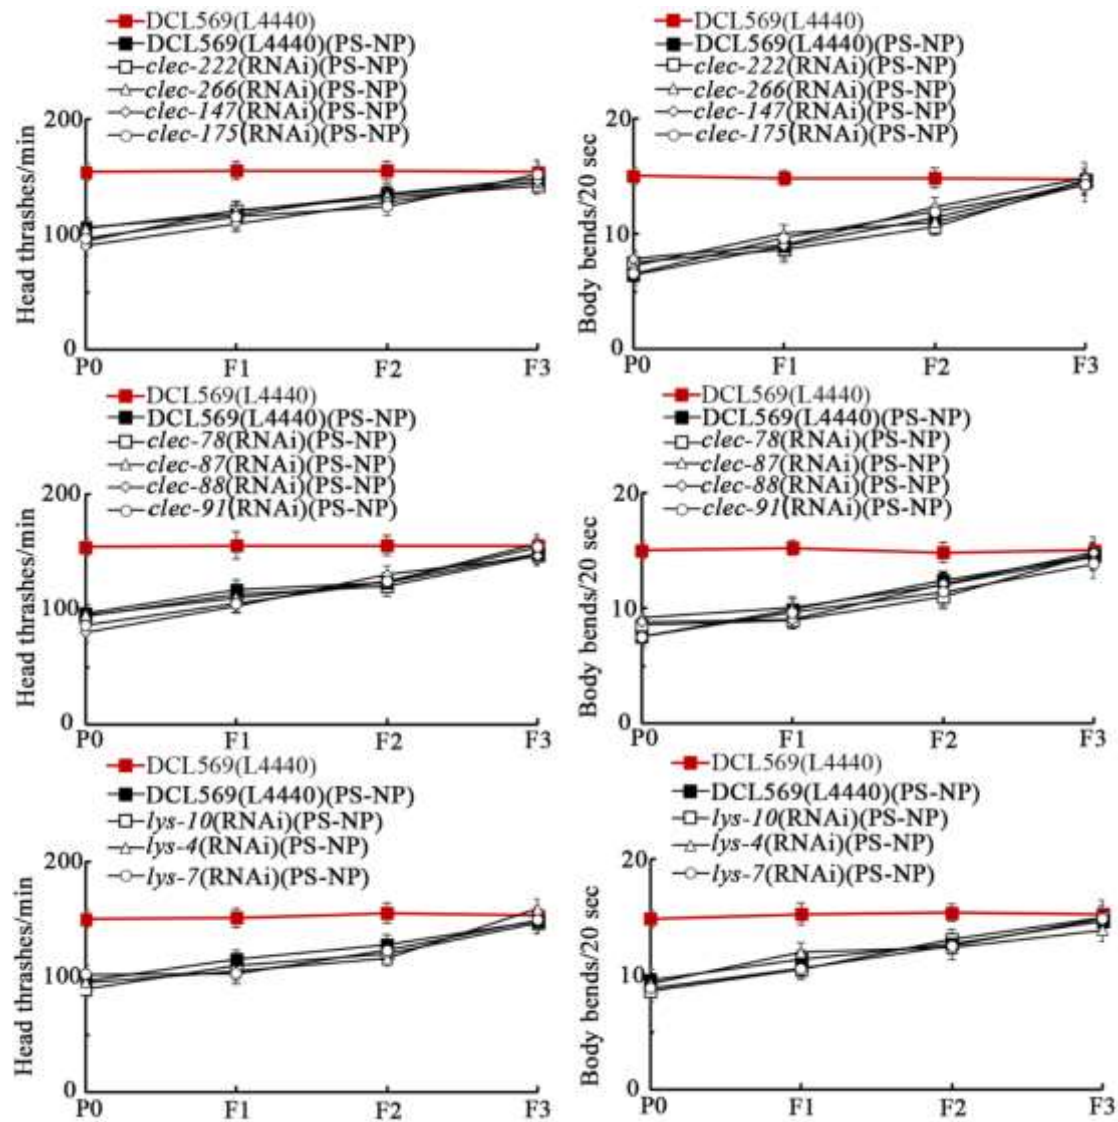 DCL569(L4440)
DCL569(L4440)(PS-NP)
clec-222(RNAi)(PS-NP)
clec-266(RNAi)(PS-NP)
clec-147(RNAi)(PS-NP)
clec-175(RNAi)(PS-NP)
Head thrashes/min
200
100
0
P0 F1 F2 F3
DCL569(L4440)
DCL569(L4440)(PS-NP)
clec-222(RNAi)(PS-NP)
clec-266(RNAi)(PS-NP)
clec-147(RNAi)(PS-NP)
clec-175(RNAi)(PS-NP)
Body bends/20 sec
20
10
0
P0 F1 F2 F3
DCL569(L4440)
DCL569(L4440)(PS-NP)
clec-78(RNAi)(PS-NP)
clec-87(RNAi)(PS-NP)
clec-88(RNAi)(PS-NP)
clec-91(RNAi)(PS-NP)
Head thrashes/min
200
100
0
P0 F1 F2 F3
DCL569(L4440)
DCL569(L4440)(PS-NP)
clec-78(RNAi)(PS-NP)
clec-87(RNAi)(PS-NP)
clec-88(RNAi)(PS-NP)
clec-91(RNAi)(PS-NP)
Body bends/20 sec
20
10
0
P0 F1 F2 F3
DCL569(L4440)
DCL569(L4440)(PS-NP)
lys-10(RNAi)(PS-NP)
lys-4(RNAi)(PS-NP)
lys-7(RNAi)(PS-NP)
Head thrashes/min
200
100
0
P0 F1 F2 F3
DCL569(L4440)
DCL569(L4440)(PS-NP)
lys-10(RNAi)(PS-NP)
lys-4(RNAi)(PS-NP)
lys-7(RNAi)(PS-NP)
Body bends/20 sec
20
10
0
P0 F1 F2 F3